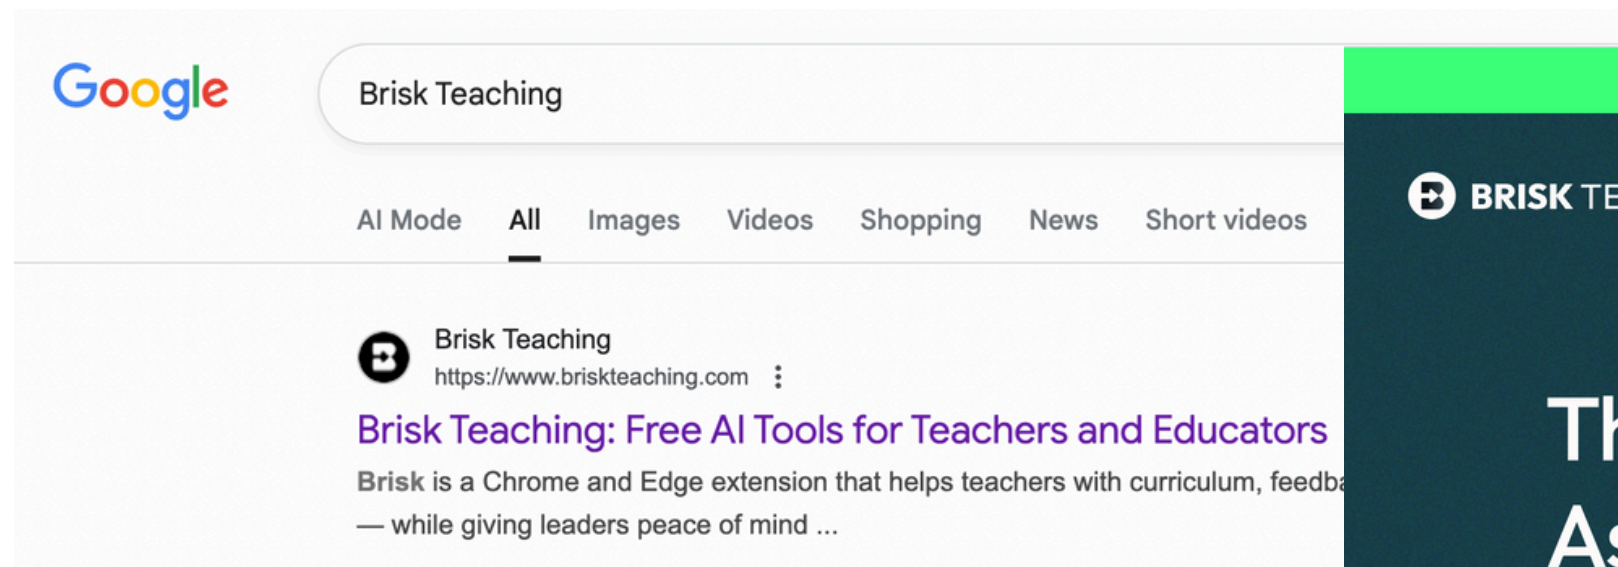 Google
Brisk Teaching
AI Mode All Images Videos Shopping News Short videos
Brisk Teaching
https://www.briskteaching.com
Brisk Teaching: Free AI Tools for Teachers and Educators
Brisk is a Chrome and Edge extension that helps teachers with curriculum,
— while giving leaders peace of mind ...
BRISK